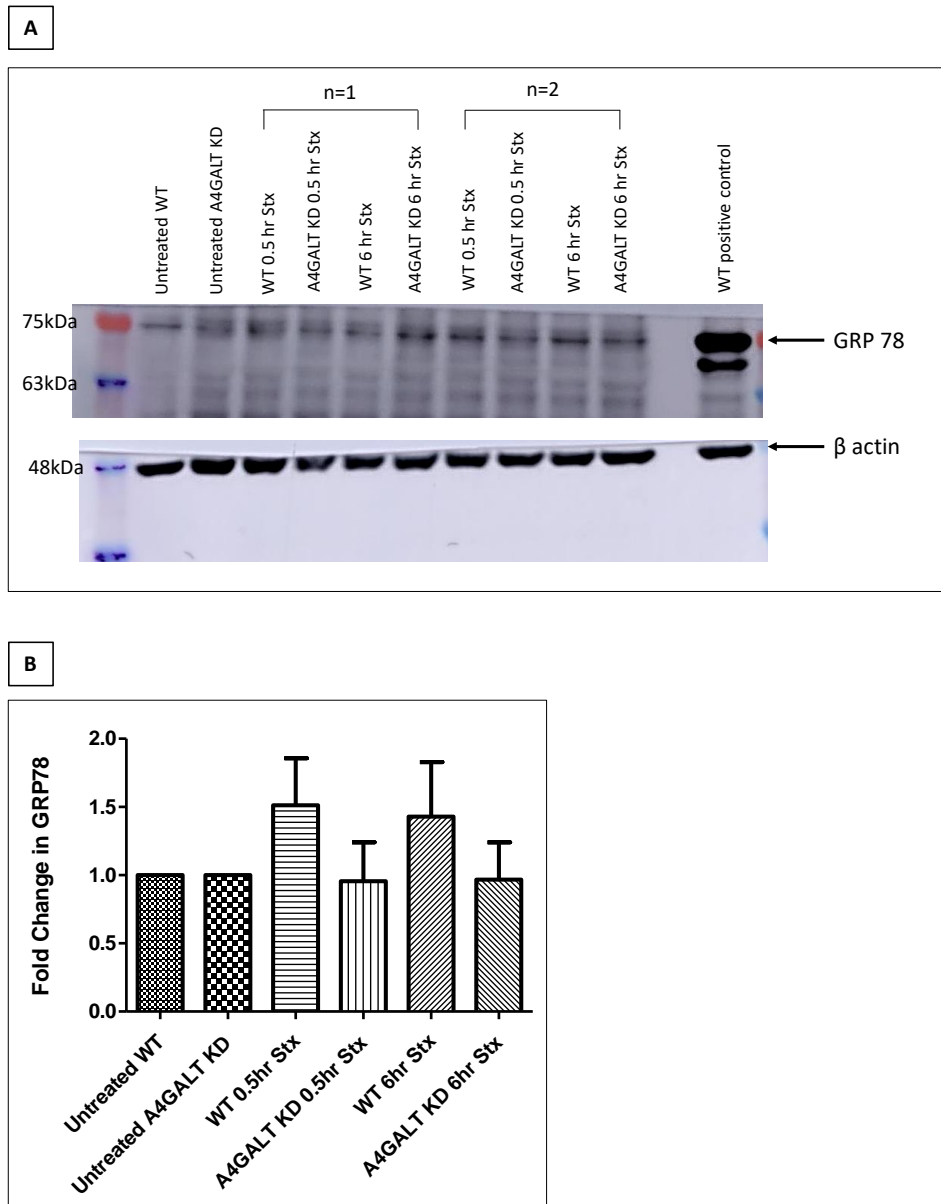 A
n=1
n=2
Untreated WT
Untreated A4GALT KD
WT 0.5 hr Stx
A4GALT KD 0.5 hr Stx
WT 6 hr Stx
A4GALT KD 6 hr Stx
WT 0.5 hr Stx
A4GALT KD 0.5 hr Stx
WT 6 hr Stx
A4GALT KD 6 hr Stx
WT positive control
75kDa
GRP 78
63kDa
β actin
48kDa
B
Fold Change in GRP78
2.0
1.5
1.0
0.5
0.0
Untreated WT
Untreated A4GALT KD
WT 0.5hr Stx
A4GALT KD 0.5hr Stx
WT 6hr Stx
A4GALT KD 6hr Stx